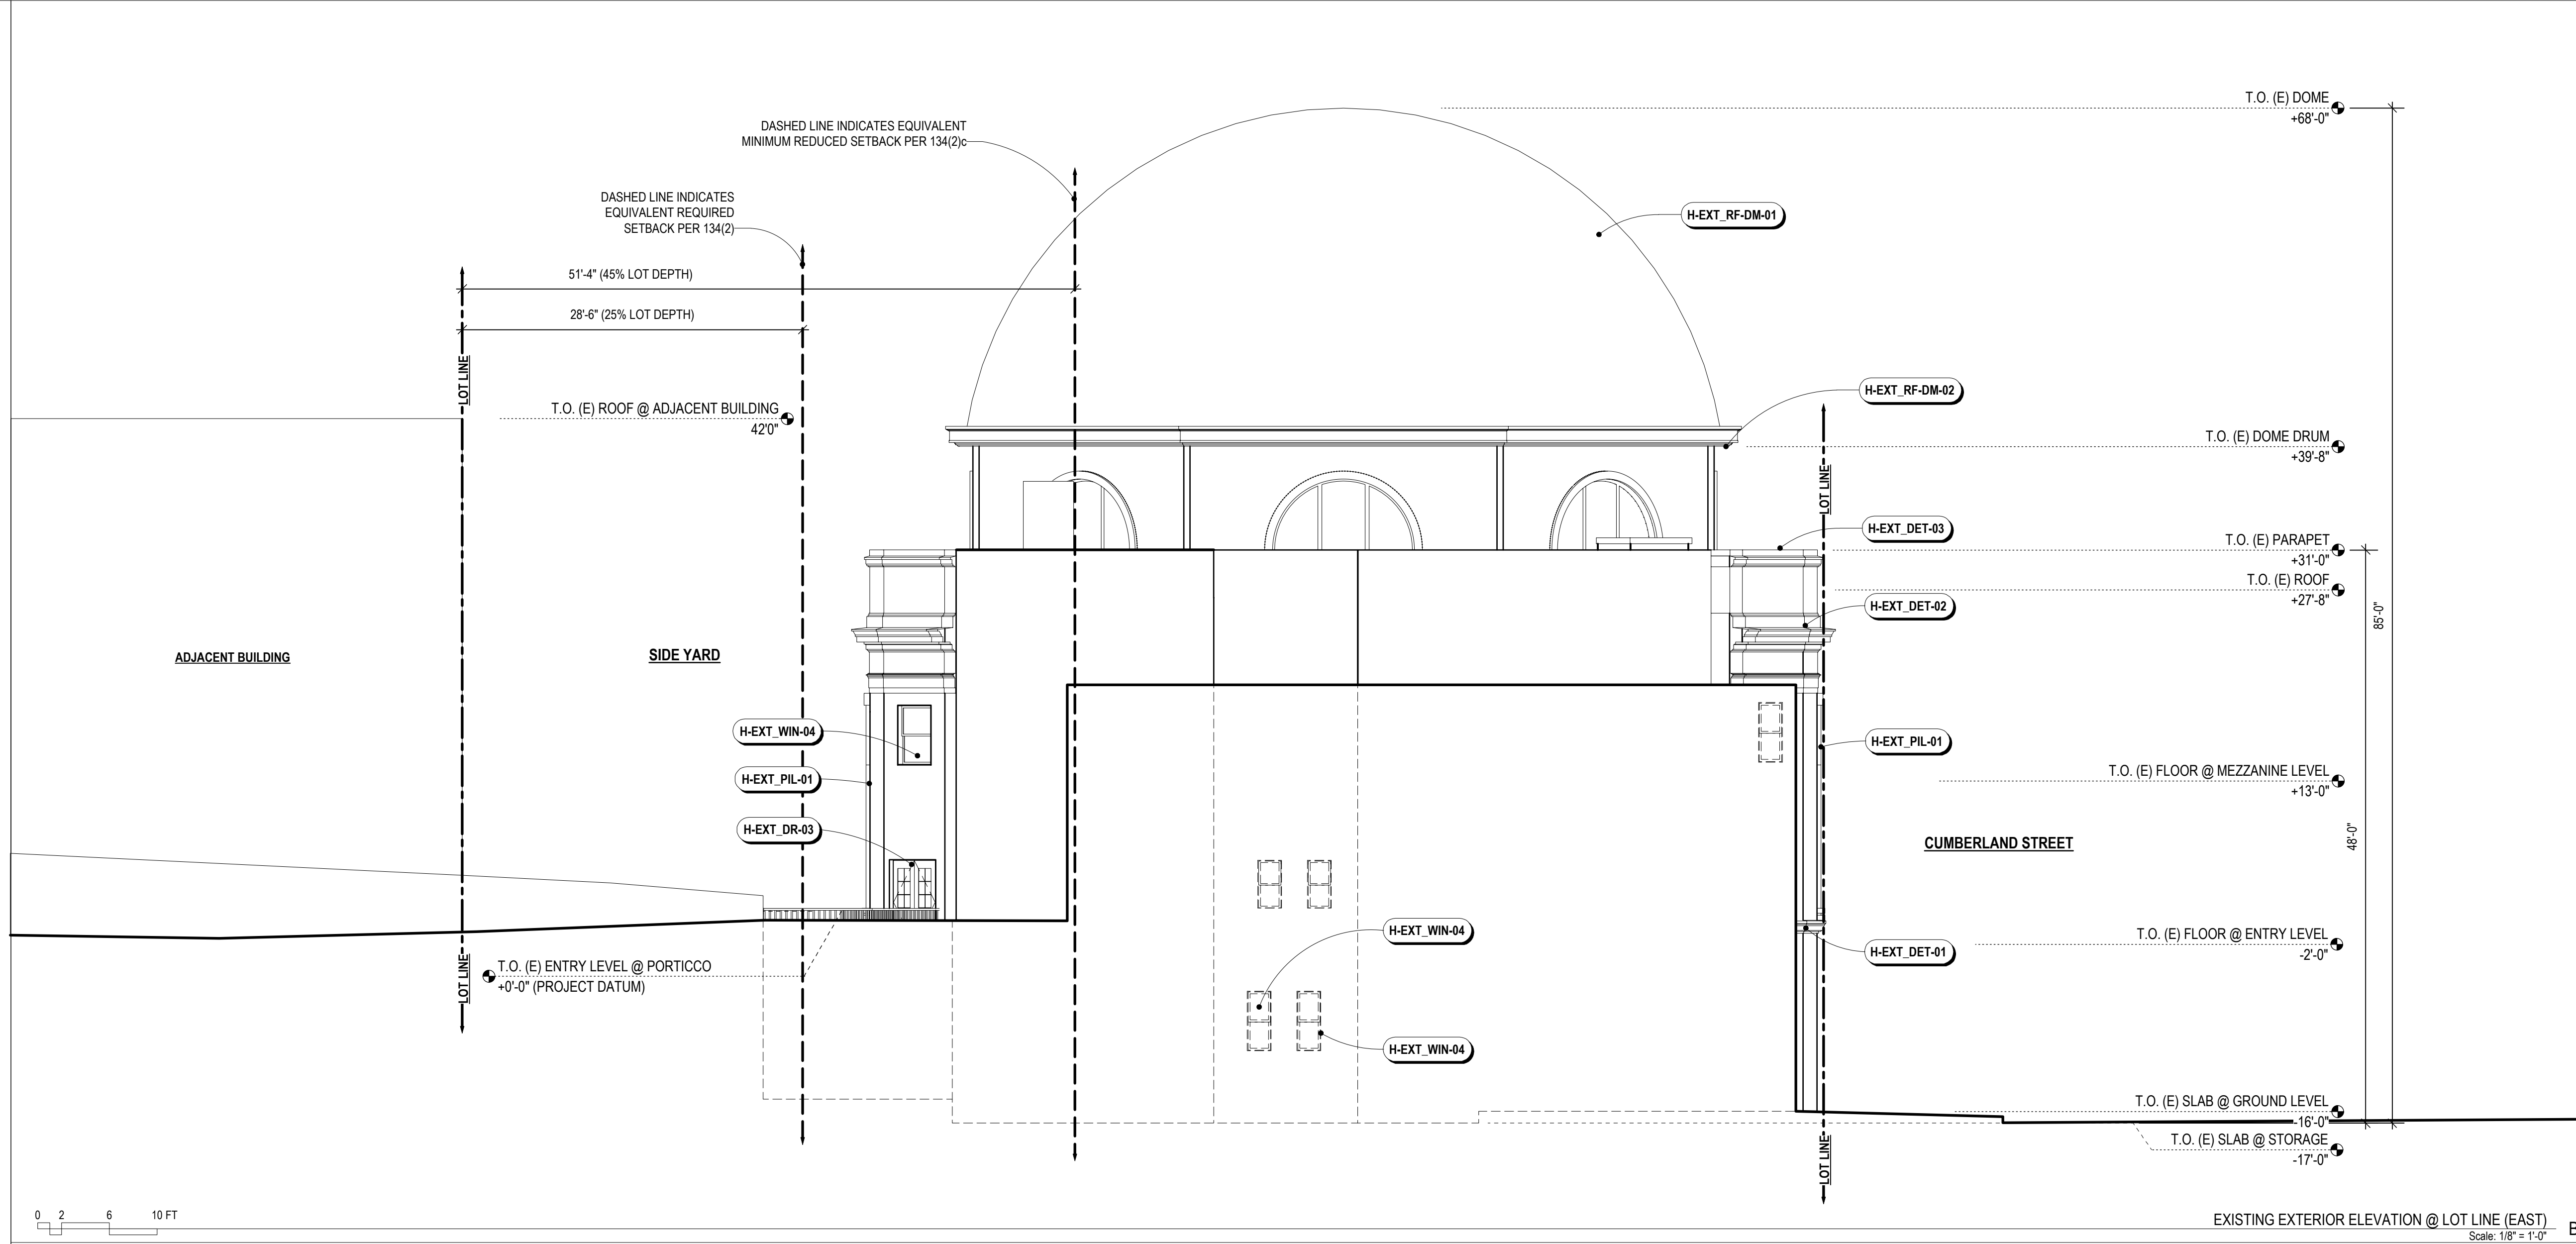 T.O. (E) DOME
+68'-0"
DASHED LINE INDICATES EQUIVALENT
MINIMUM REDUCED SETBACK PER 134(2)c
DASHED LINE INDICATES
EQUIVALENT REQUIRED
SETBACK PER 134(2)
H-EXT_RF-DM-01
51'-4" (45% LOT DEPTH)
28'-6" (25% LOT DEPTH)
LOT LINE
H-EXT_RF-DM-02
T.O. (E) ROOF @ ADJACENT BUILDING
42'0"
T.O. (E) DOME DRUM
+39'-8"
LOT LINE
H-EXT_DET-03
T.O. (E) PARAPET
+31'-0"
T.O. (E) ROOF
+27'-8"
H-EXT_DET-02
85'-0"
ADJACENT BUILDING
SIDE YARD
H-EXT_WIN-04
H-EXT_PIL-01
H-EXT_PIL-01
T.O. (E) FLOOR @ MEZZANINE LEVEL
+13'-0"
H-EXT_DR-03
CUMBERLAND STREET
48'-0"
H-EXT_WIN-04
T.O. (E) FLOOR @ ENTRY LEVEL
-2'-0"
H-EXT_DET-01
LOT LINE
T.O. (E) ENTRY LEVEL @ PORTICCO
+0'-0" (PROJECT DATUM)
H-EXT_WIN-04
T.O. (E) SLAB @ GROUND LEVEL
-16'-0"
T.O. (E) SLAB @ STORAGE
-17'-0"
LOT LINE
0 2 6 10 FT
EXISTING EXTERIOR ELEVATION @ LOT LINE (EAST)
Scale: 1/8" = 1'-0"